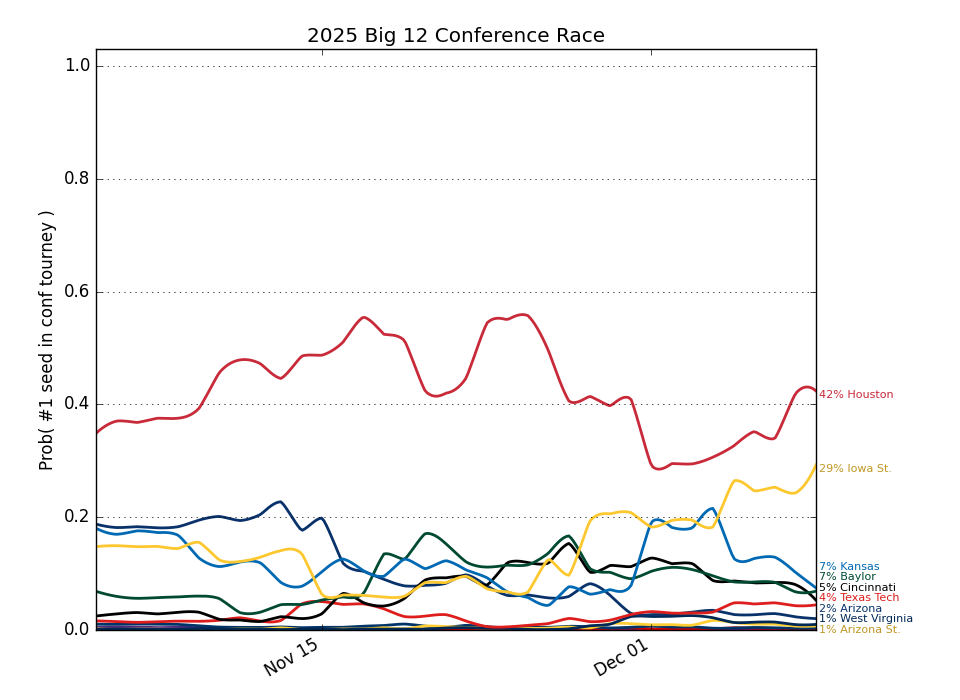 2025 Big 12 Conference Race
Prob( #1 seed in conf tourney )
1.0
0.8
0.6
0.4
0.2
0.0
Nov 15
Dec 01
42% Houston
29% Iowa St.
7% Kansas
7% Baylor
5% Cincinnati
4% Texas Tech
2% Arizona
1% West Virginia
1% Arizona St.